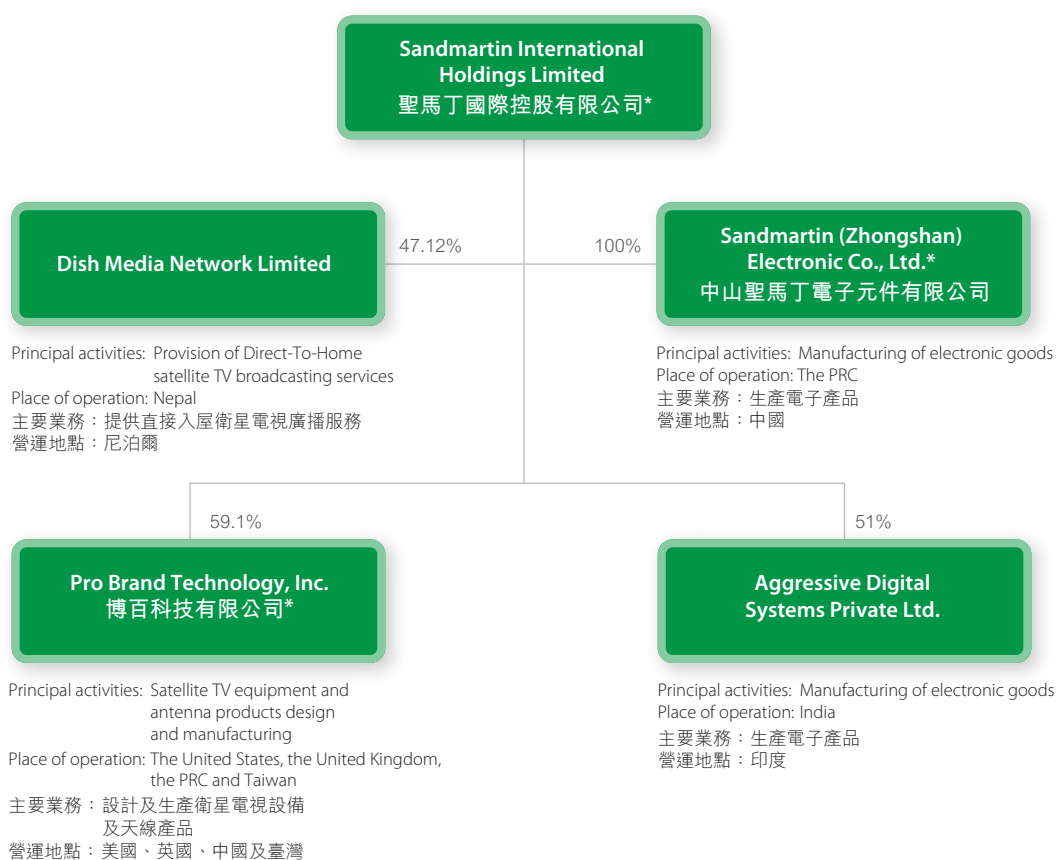 Sandmartin International
Holdings Limited
聖馬丁國際控股有限公司*
Dish Media Network Limited
47.12%
100%
Sandmartin (Zhongshan)
Electronic Co., Ltd.*
中山聖馬丁電子元件有限公司
Principal activities: Provision of Direct-To-Home
satellite TV broadcasting services
Place of operation: Nepal
主要業務：提供直接入屋衛星電視廣播服務
營運地點：尼泊爾
Principal activities: Manufacturing of electronic goods
Place of operation: The PRC
主要業務：生產電子產品
營運地點：中國
59.1%
51%
Pro Brand Technology, Inc.
博百科技有限公司*
Aggressive Digital
Systems Private Ltd.
Principal activities: Satellite TV equipment and
antenna products design
and manufacturing
Place of operation: The United States, the United Kingdom,
the PRC and Taiwan
主要業務：設計及生產衛星電視設備
及天線產品
營運地點：美國、英國、中國及臺灣
Principal activities: Manufacturing of electronic goods
Place of operation: India
主要業務：生產電子產品
營運地點：印度